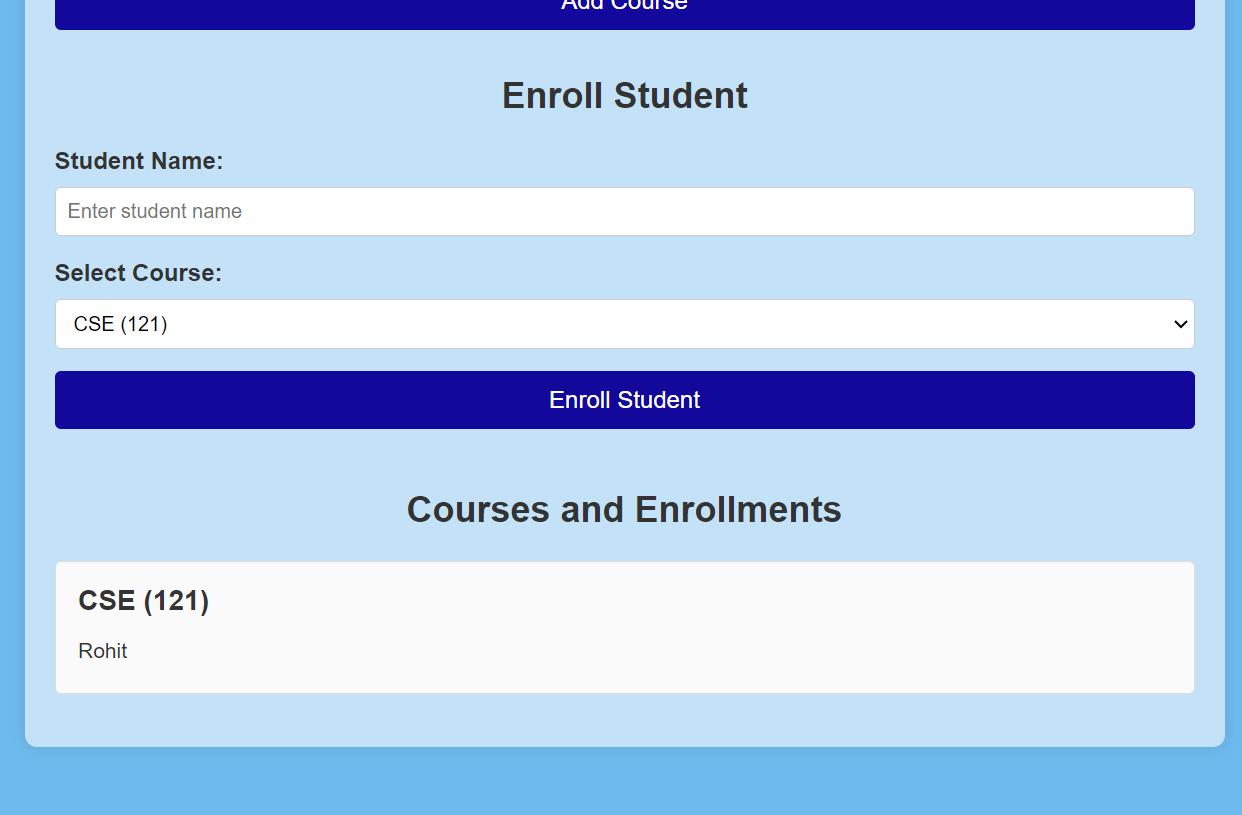 Add Course
Enroll Student
Student Name:
Enter student name
Select Course:
CSE (121)
Enroll Student
Courses and Enrollments
CSE (121)
Rohit